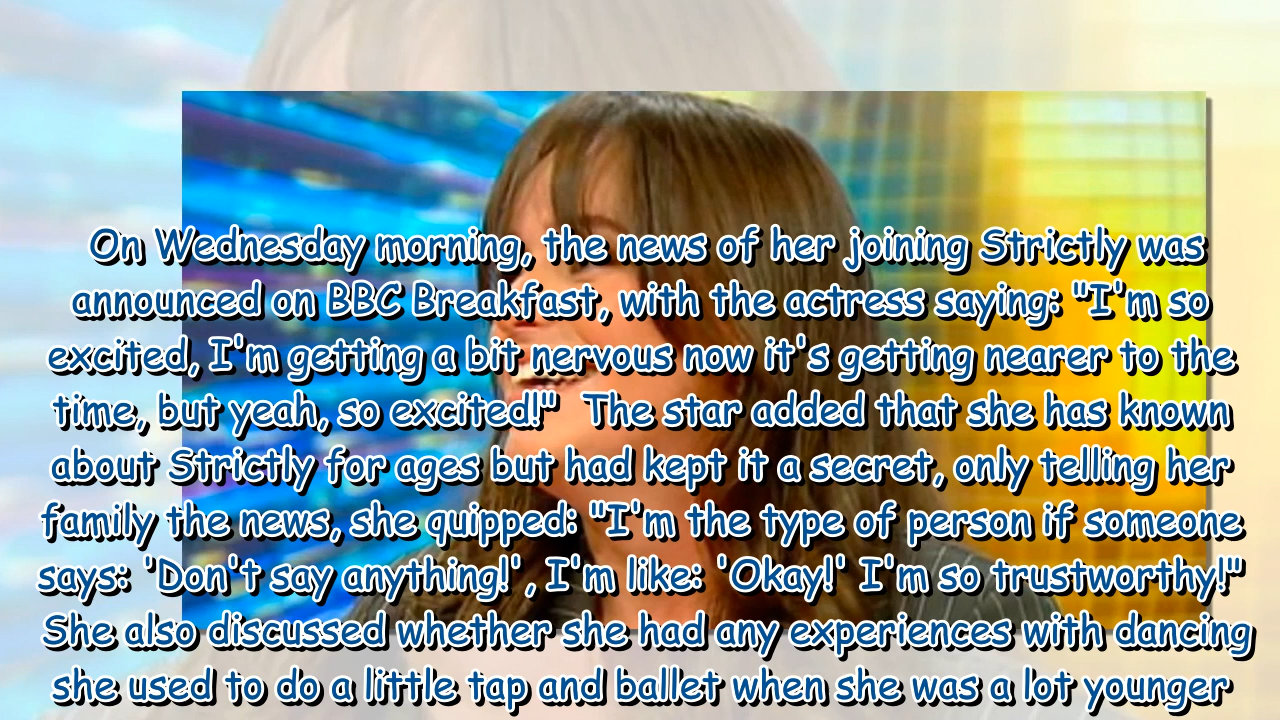 On Wednesday morning, the news of her joining Strictly was
announced on BBC Breakfast, with the actress saying: "I'm so
excited, I'm getting a bit nervous now it's getting nearer to the
time, but yeah, so excited!"  The star added that she has known
about Strictly for ages but had kept it a secret, only telling her
family the news, she quipped: "I'm the type of person if someone
says: 'Don't say anything!', I'm like: 'Okay!' I'm so trustworthy!"
She also discussed whether she had any experiences with dancing
she used to do a little tap and ballet when she was a lot younger